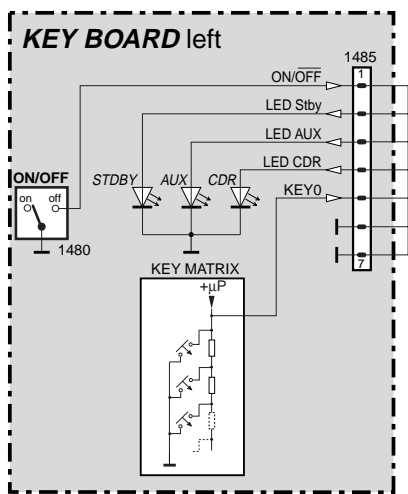 KEY BOARD left
1485
ON/OFF
1
LED Stby
LED AUX
LED CDR
ON/OFF
STDBY AUX CDR
KEY0
on off
1480
7
KEY MATRIX
+µP